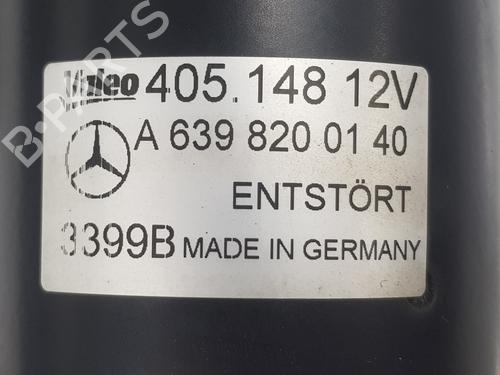 Valeo 405.148 12V
A 639 820 01 40
ENTSTÖRT
3399B MADE IN GERMANY
B-PARTS